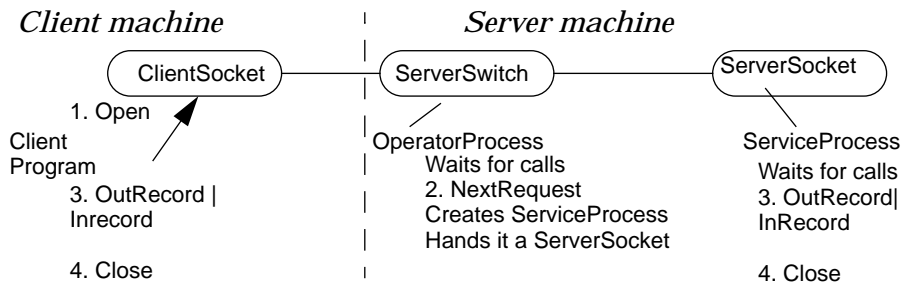 Client machine
Server machine
ClientSocket
ServerSwitch
ServerSocket
1. Open
Client
Program
3. OutRecord |
Inrecord
4. Close
OperatorProcess
Waits for calls
2. NextRequest
Creates ServiceProcess
Hands it a ServerSocket
ServiceProcess
Waits for calls
3. OutRecord|
InRecord
4. Close